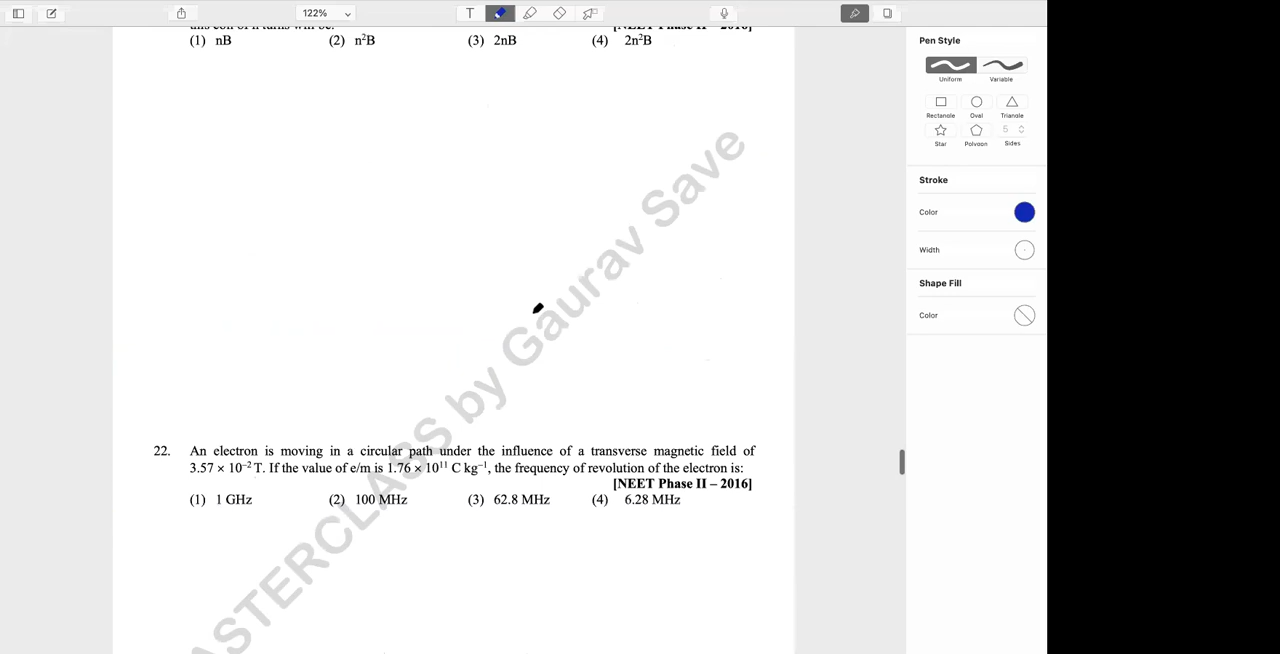 122%
T
(1) nB (2) n²B (3) 2nB (4) 2n²B
22. An electron is moving in a circular path under the influence of a transverse magnetic field of
3.57 × 10⁻² T. If the value of e/m is 1.76 × 10¹¹ C kg⁻¹, the frequency of revolution of the electron is:
[NEET Phase II – 2016]
(1) 1 GHz (2) 100 MHz (3) 62.8 MHz (4) 6.28 MHz
ASTERCLASS by Gaurav Save
Pen Style
Uniform Variable
Rectangle Oval Triangle
5
Star Polygon Sides
Stroke
Color
Width
Shape Fill
Color